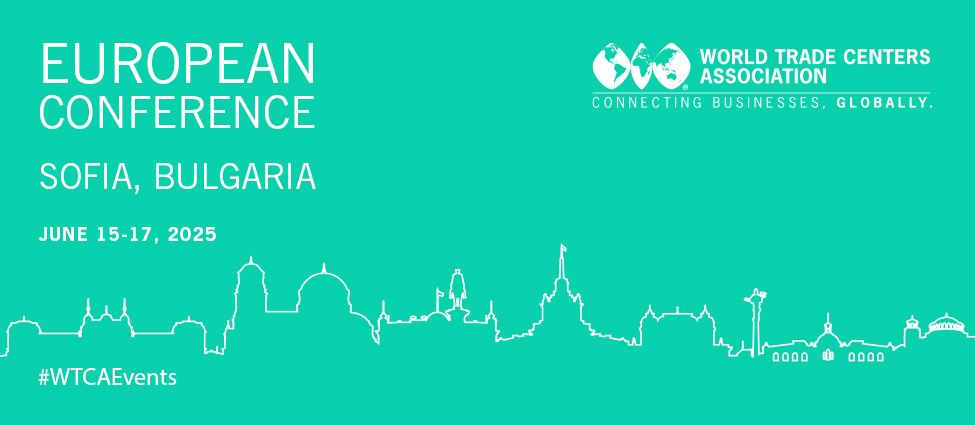 EUROPEAN
CONFERENCE
SOFIA, BULGARIA
JUNE 15-17, 2025
WORLD TRADE CENTERS
ASSOCIATION
®
CONNECTING BUSINESSES, GLOBALLY.
#WTCAEvents